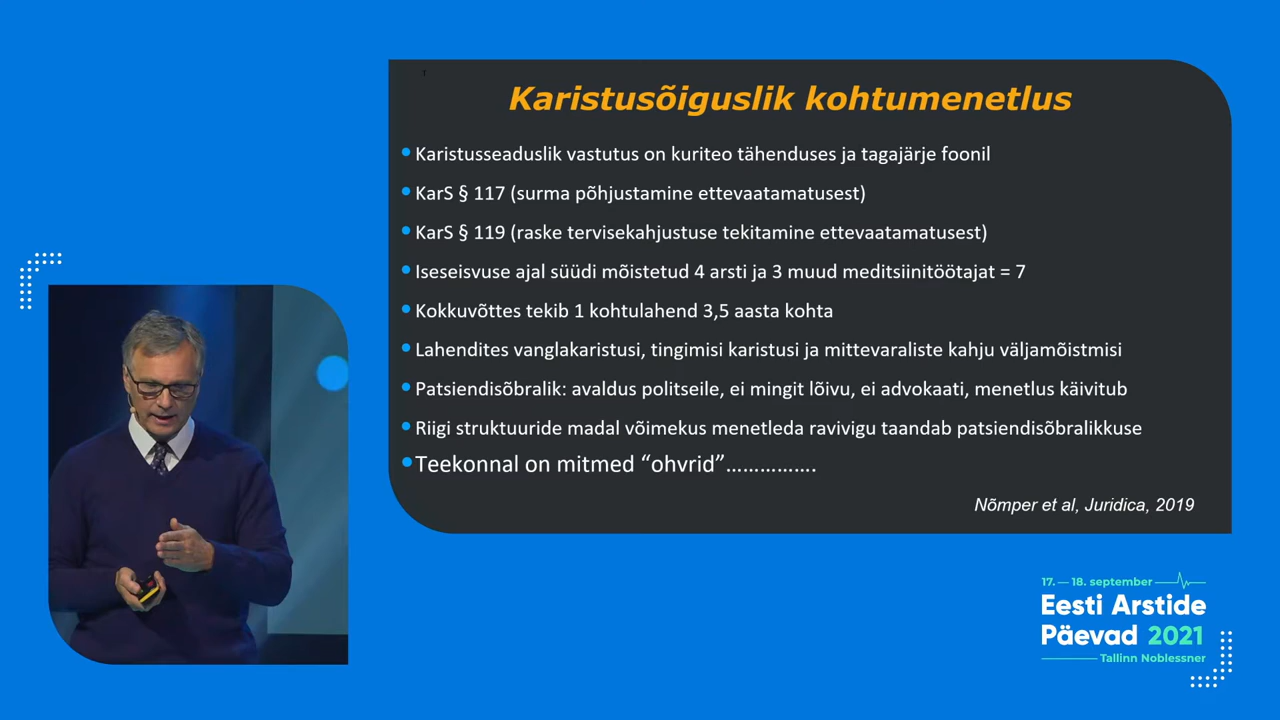 Karistusõiguslik kohtumenetlus
Karistusseaduslik vastutus on kuriteo tähenduses ja tagajärje foonil
KarS § 117 (surma põhjustamine ettevaatamatusest)
KarS § 119 (raske tervisekahjustuse tekitamine ettevaatamatusest)
Iseseisvuse ajal süüdi mõistetud 4 arsti ja 3 muud meditsiinitöötajat = 7
Kokkuvõttes tekib 1 kohtulahend 3,5 aasta kohta
Lahendites vanglakaristusi, tingimisi karistusi ja mittevaraliste kahju väljamõistmisi
Patsiendisõbralik: avaldus politseile, ei mingit lõivu, ei advokaati, menetlus käivitub
Riigi struktuuride madal võimekus menetleda ravivigu taandab patsiendisõbralikkuse
Teekonnal on mitmed “ohvrid”…………….
Nõmper et al, Juridica, 2019
17. — 18. september
Eesti Arstide
Päevad 2021
Tallinn Noblessner